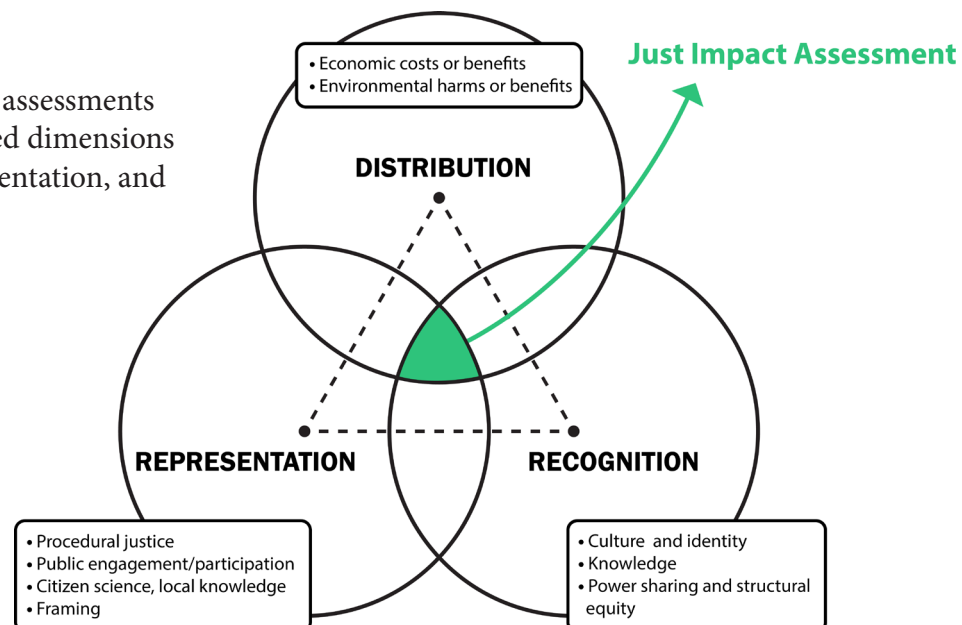 assessments
ed dimensions
entation, and
• Economic costs or benefits
• Environmental harms or benefits
Just Impact Assessment
DISTRIBUTION
REPRESENTATION
RECOGNITION
• Procedural justice
• Public engagement/participation
• Citizen science, local knowledge
• Framing
• Culture and identity
• Knowledge
• Power sharing and structural
equity